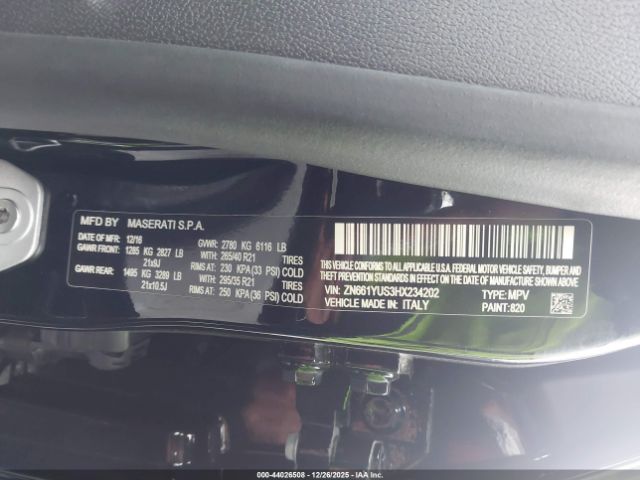 MFD BY MASERATI S.P.A.
DATE OF MFD: 12/16 GVWR: 2780 KG 6116 LB
GAWR FRONT: 1285 KG 2827 LB WITH: 265/40 R21 TIRES
21x9J RIMS AT: 230 KPA (33 PSI) COLD
GAWR REAR: 1495 KG 3289 LB WITH: 295/35 R21 TIRES
21x10.5J RIMS AT: 250 KPA (36 PSI) COLD
THIS VEHICLE CONFORMS TO ALL APPLICABLE U.S.A. FEDERAL MOTOR VEHICLE SAFETY, BUMPER AND
THEFT PREVENTION STANDARDS IN EFFECT ON THE DATE OF MANUFACTURE SHOWN ABOVE.
VIN: ZN661YUS3HX234202 TYPE: MPV
VEHICLE MADE IN: ITALY PAINT: 820
000-44026508 - 12/26/2025 - © IAA, LLC